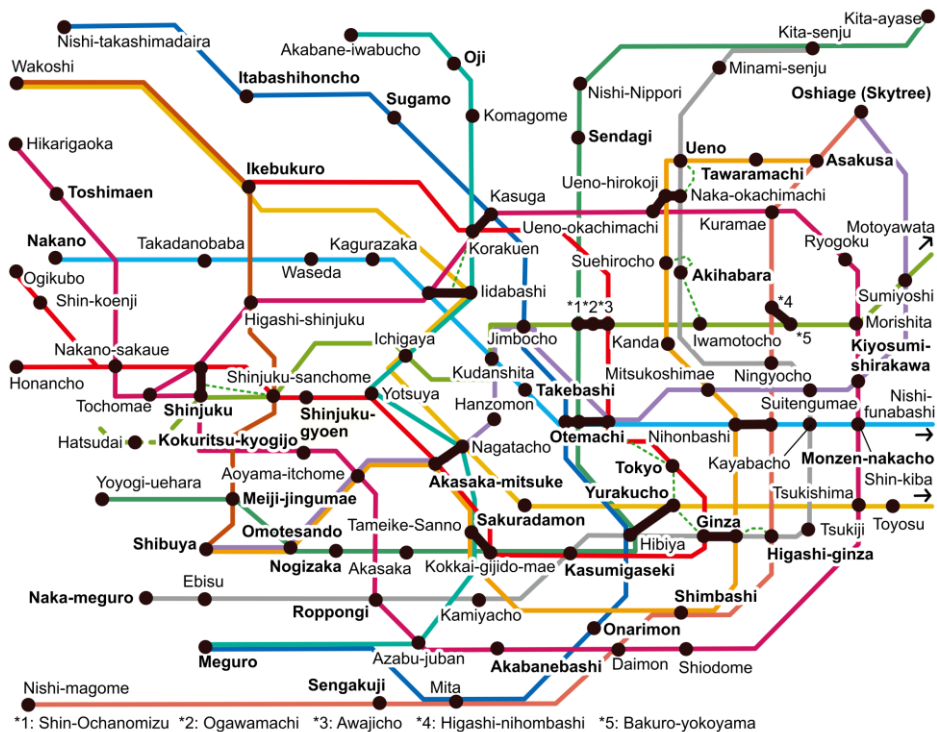 Kita-ayase
Kita-senju
Nishi-takashimadaira
Akabane-iwabucho
Oji
Minami-senju
Wakoshi
Itabashihoncho
Nishi-Nippori
Oshiage (Skytree)
Sugamo
Komagome
Sendagi
Hikarigaoka
Ueno
Tawaramachi
Asakusa
Ikebukuro
Toshimaen
Kasuga
Ueno-hirokoji
Naka-okachimachi
Ueno-okachimachi
Kuramae
Motoyawata
Nakano
Takadanobaba
Kagurazaka
Korakuen
Ryogoku
Ogikubo
Waseda
Suehirocho
Akihabara
Shin-koenji
Iidabashi
Sumiyoshi
Higashi-shinjuku
*1
*2
*3
*4
Jimbocho
Iwamotocho
*5
Morishita
Nakano-sakaue
Ichigaya
Kanda
Kiyosumi-
shirakawa
Honancho
Shinjuku-sanchome
Kudanshita
Mitsukoshimae
Ningyocho
Takebashi
Tochomae
Shinjuku
Shinjuku-
gyoen
Yotsuya
Hanzomon
Suitengumae
Nishi-
funabashi
Hatsudai
Kokuritsu-kyogijo
Nagatacho
Otemachi
Nihonbashi
Kayabacho
Monzen-nakacho
Aoyama-itchome
Akasaka-mitsuke
Tokyo
Shin-kiba
Yoyogi-uehara
Meiji-jingumae
Yurakucho
Tsukishima
Toyosu
Sakuradamon
Tameike-Sanno
Ginza
Shibuya
Omotesando
Hibiya
Tsukiji
Nogizaka
Akasaka
Kokkai-gijido-mae
Kasumigaseki
Higashi-ginza
Naka-meguro
Ebisu
Roppongi
Kamiyacho
Shimbashi
Onarimon
Meguro
Azabu-juban
Akabanebashi
Daimon
Shiodome
Nishi-magome
Sengakuji
Mita
*1: Shin-Ochanomizu *2: Ogawamachi *3: Awajicho *4: Higashi-nihombashi *5: Bakuro-yokoyama